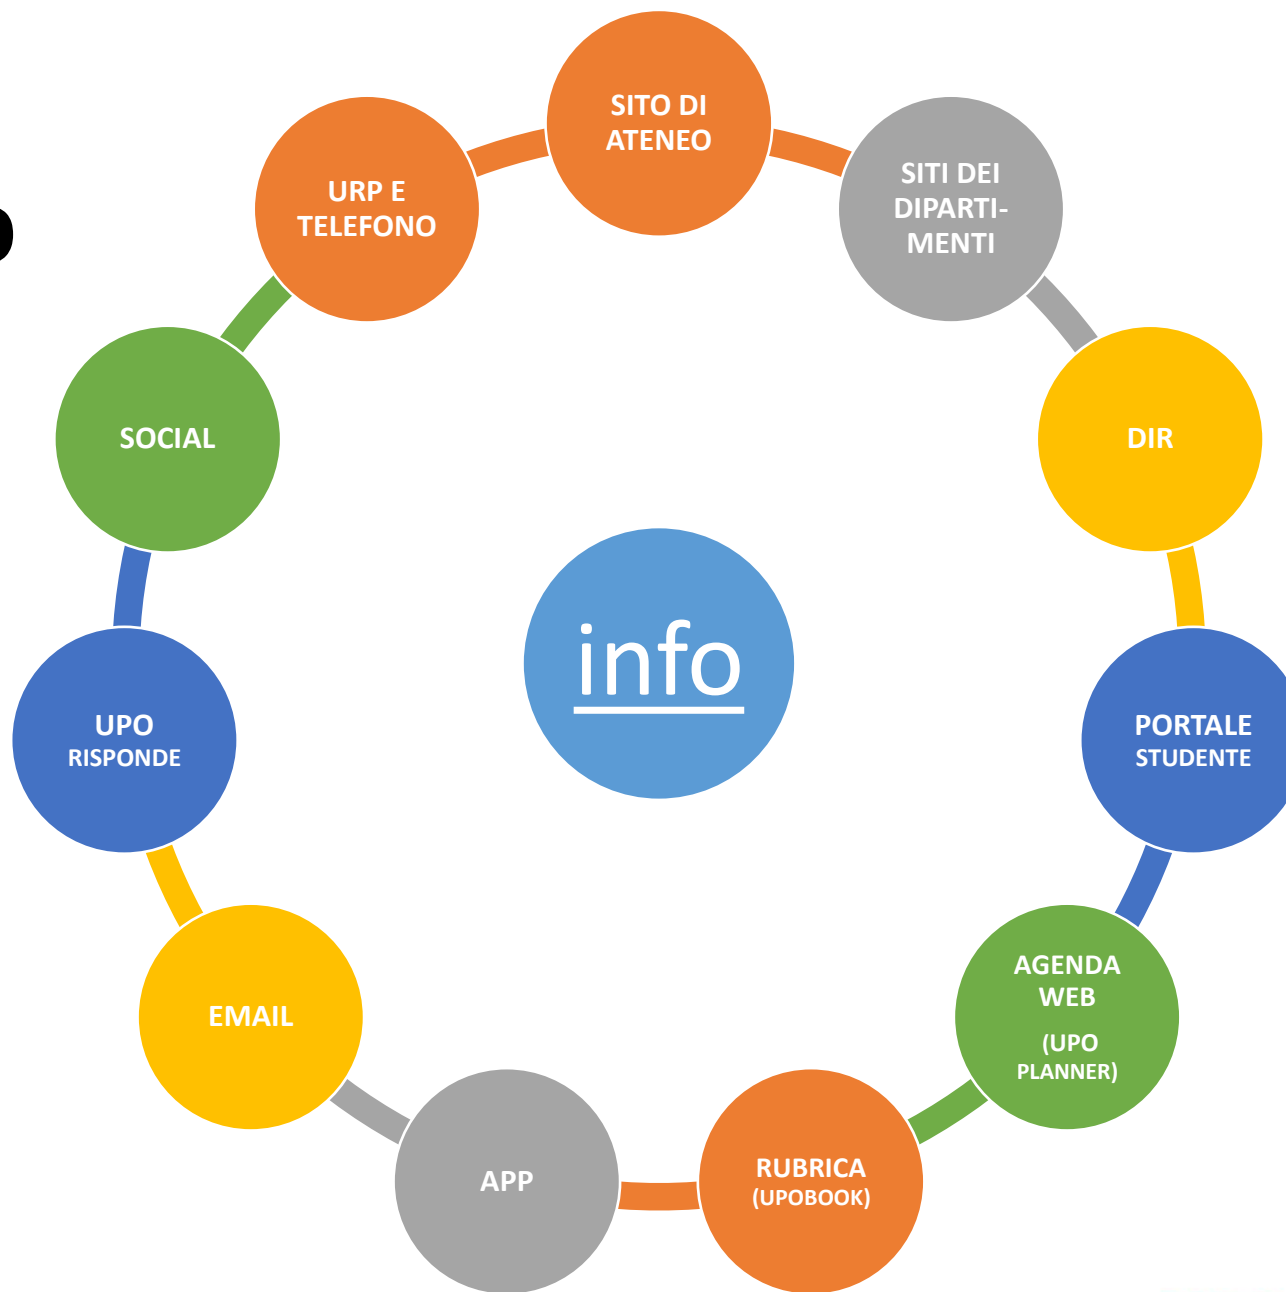 SITO DI
ATENEO
SITI DEI
DIPARTI-
MENTI
DIR
PORTALE
STUDENTE
AGENDA
WEB
(UPO
PLANNER)
RUBRICA
(UPOBOOK)
APP
EMAIL
UPO
RISPONDE
SOCIAL
URP E
TELEFONO
info